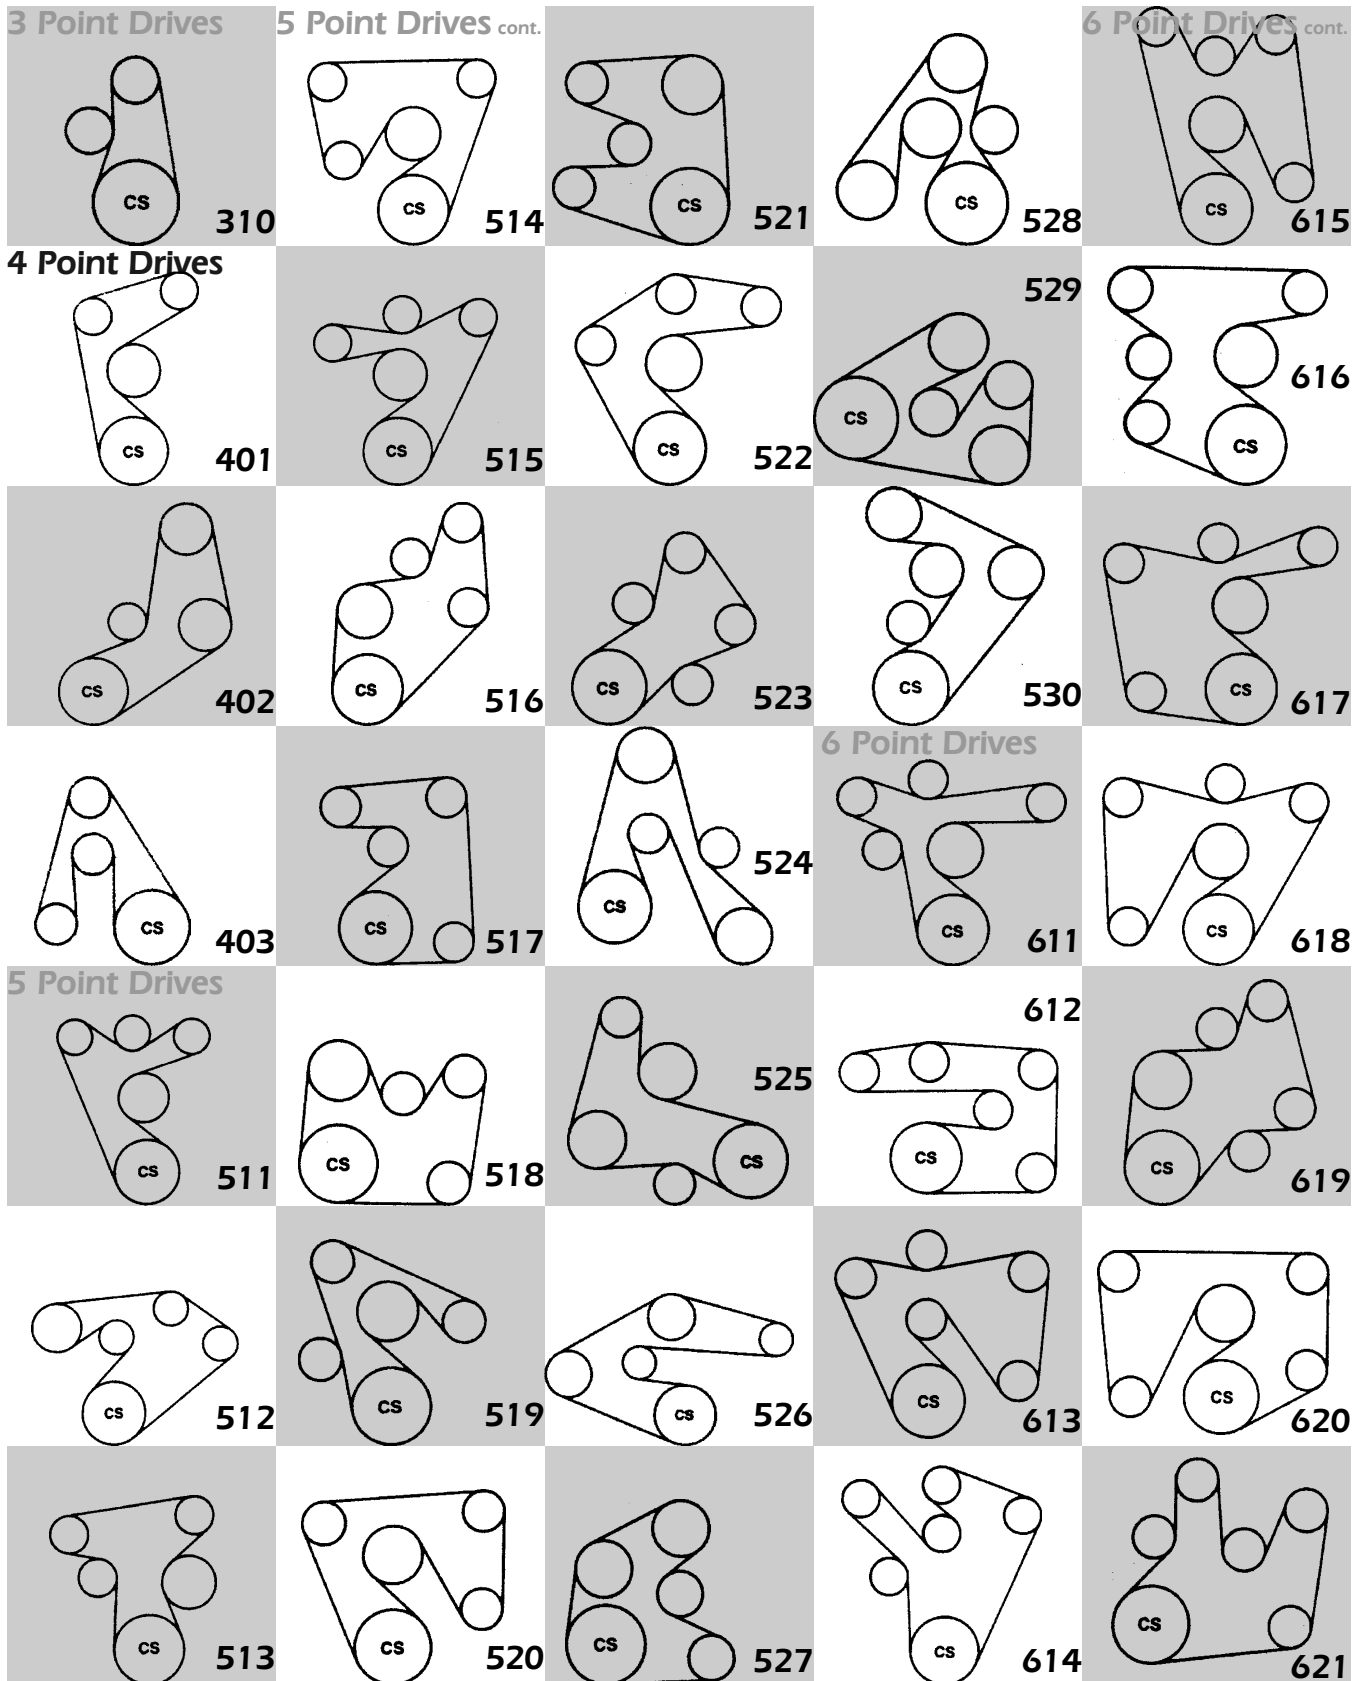 3 Point Drives
CS
310
4 Point Drives
CS
401
CS
402
CS
403
5 Point Drives
CS
511
CS
512
CS
513
5 Point Drives cont.
CS
514
CS
515
CS
516
CS
517
CS
518
CS
519
CS
520
CS
521
CS
522
CS
523
CS
524
CS
525
CS
526
CS
527
CS
528
529
CS
CS
530
6 Point Drives
CS
611
612
CS
CS
613
CS
614
6 Point Drives cont.
CS
615
616
CS
CS
617
CS
618
CS
619
CS
620
CS
621